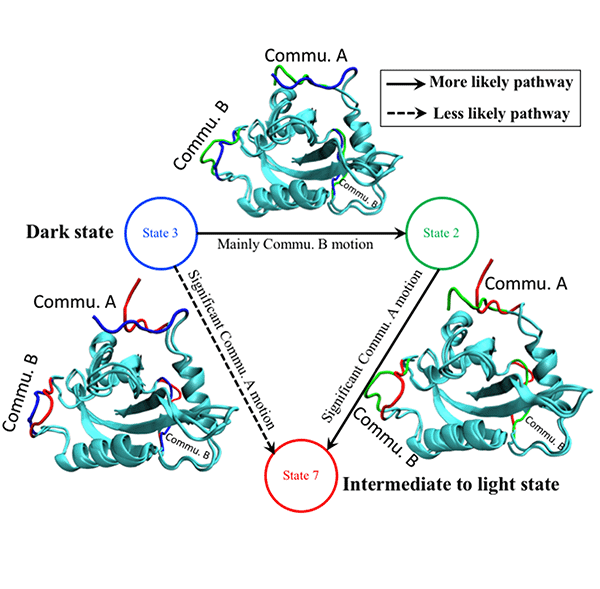 Commu. A
More likely pathway
Less likely pathway
Commu. B
Commu. B
Dark state
State 3
Mainly Commu. B motion
State 2
Commu. A
Commu. B
Commu. B
Significant Commu. A motion
Significant Commu. A motion
Commu. A
Commu. B
Commu. B
State 7
Intermediate to light state